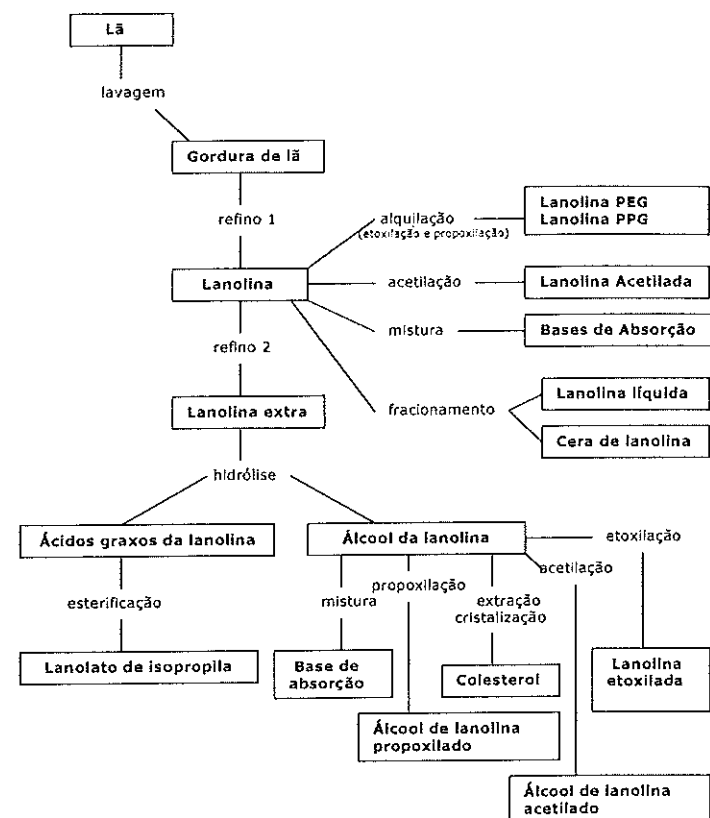 Lã
lavagem
Gordura de lã
refino 1
alquilação
(etoxilação e propoxilação)
Lanolina PEG
Lanolina PPG
Lanolina
acetilação
Lanolina Acetilada
mistura
Bases de Absorção
refino 2
Lanolina extra
fracionamento
Lanolina líquida
Cera de lanolina
hidrólise
Ácidos graxos da lanolina
Álcool da lanolina
etoxilação
acetilação
esterificação
mistura
propoxilação
extração
cristalização
Lanolato de isopropila
Base de
absorção
Colesterol
Lanolina
etoxilada
Álcool de lanolina
propoxilado
Álcool de lanolina
acetilado